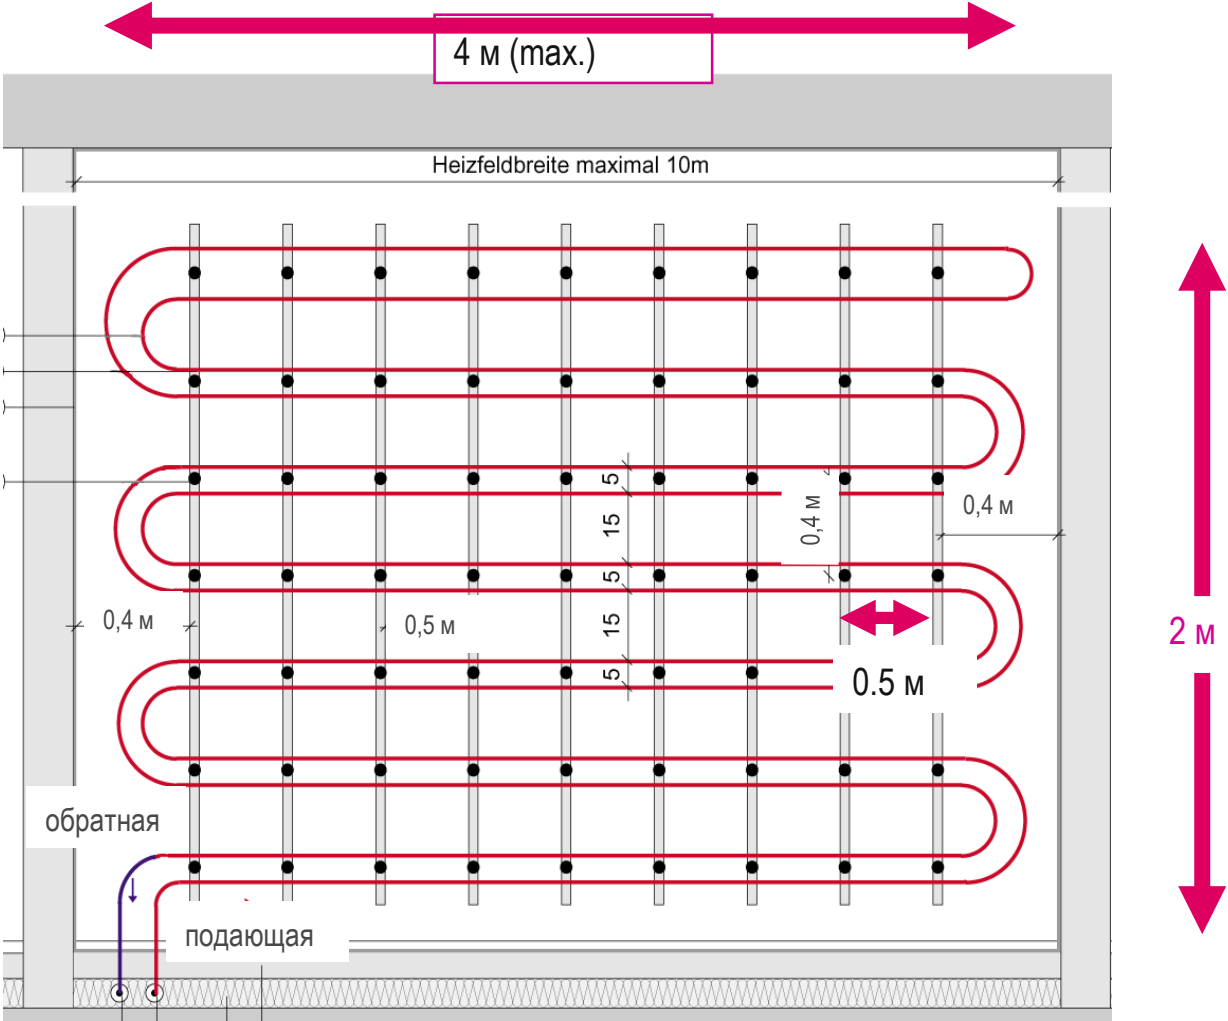 4 м (max.)
Heizfeldbreite maximal 10m
5
15
0,4 м
0,4 м
5
0,4 м
0,5 м
15
2 м
5
0.5 м
обратная
подающая